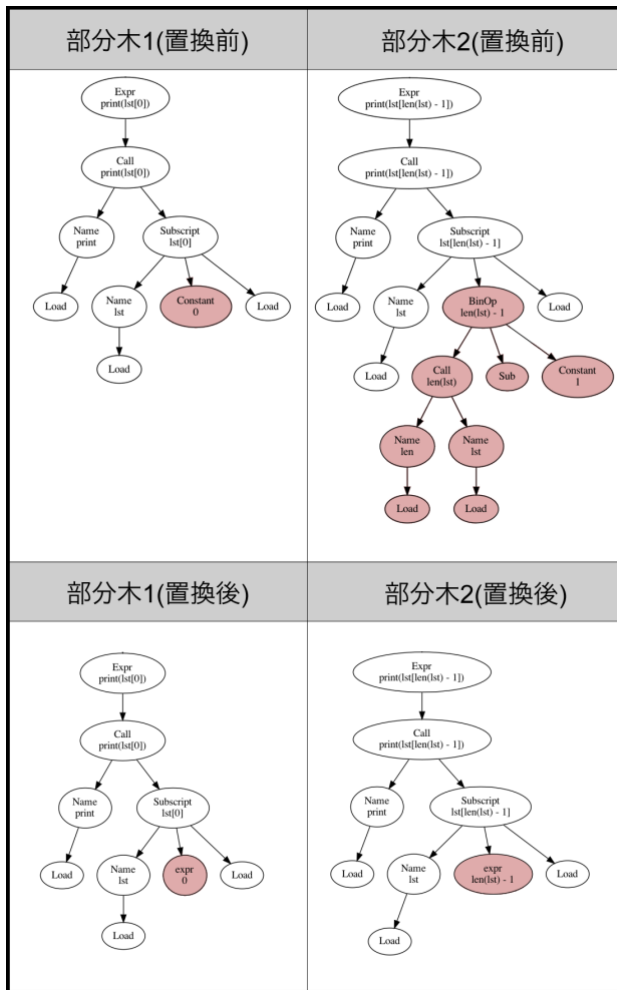 部分木1(置換前)
部分木2(置換前)
Expr
print(lst[0])
Call
print(lst[0])
Name
print
Subscript
lst[0]
Load
Name
lst
Constant
0
Load
Load
Expr
print(lst[len(lst) - 1])
Call
print(lst[len(lst) - 1])
Name
print
Subscript
lst[len(lst) - 1]
Load
Name
lst
BinOp
len(lst) - 1
Load
Load
Call
len(lst)
Sub
Constant
1
Name
len
Name
lst
Load
Load
部分木1(置換後)
部分木2(置換後)
Expr
print(lst[0])
Call
print(lst[0])
Name
print
Subscript
lst[0]
Load
Name
lst
expr
0
Load
Load
Expr
print(lst[len(lst) - 1])
Call
print(lst[len(lst) - 1])
Name
print
Subscript
lst[len(lst) - 1]
Load
Name
lst
expr
len(lst) - 1
Load
Load